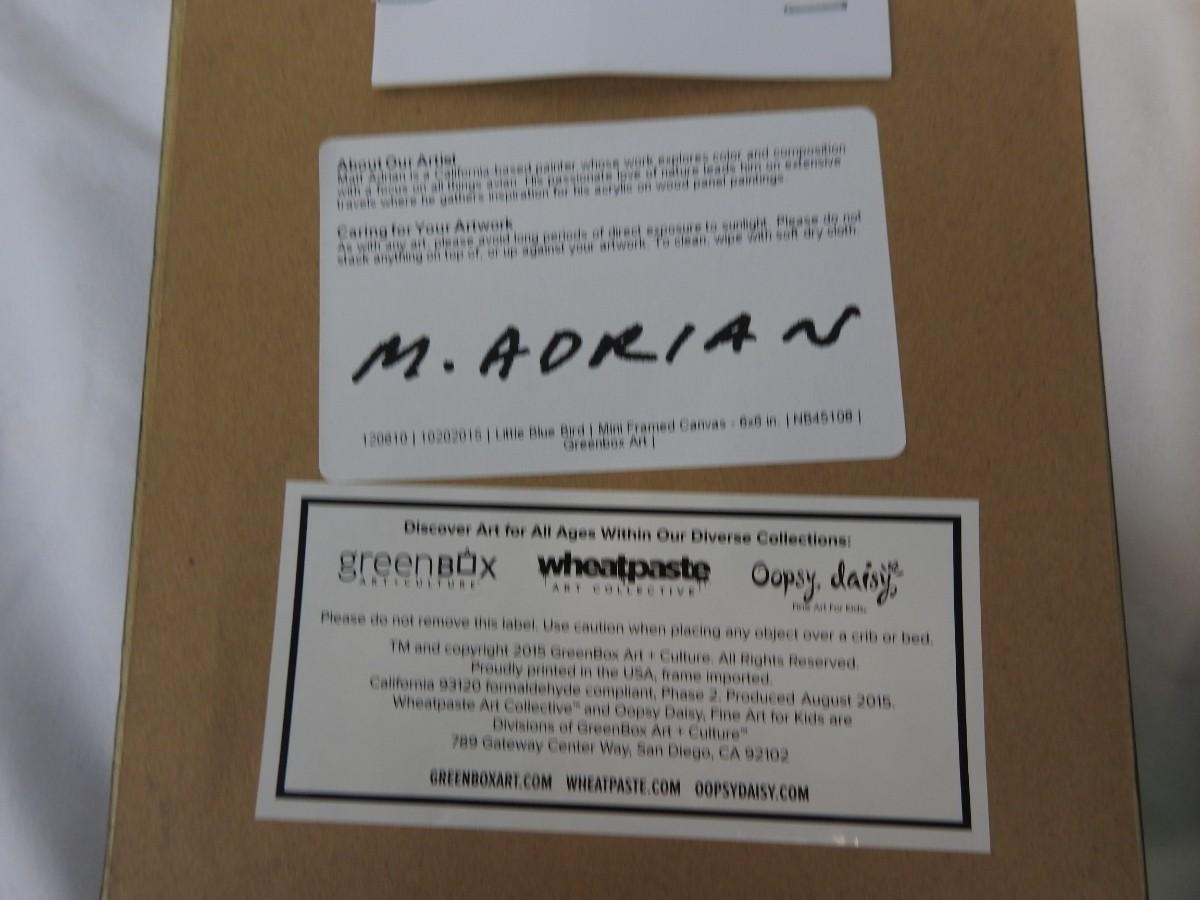 About Our Artist
Matt Adrian is a California based painter whose work explores color and composition
with a focus on all things avian. His passionate love of nature leads him on extensive
travels where he gathers inspiration for his acrylic on wood panel paintings
Caring for Your Artwork
As with any art, please avoid long periods of direct exposure to sunlight. Please do not
stack anything on top of, or up against your artwork. To clean, wipe with soft dry cloth
M. ADRIAN
120810 | 10202015 | Little Blue Bird | Mini Framed Canvas - 6x6 in. | NB45108 |
Greenbox Art |
Discover Art for All Ages Within Our Diverse Collections:
greenBOX
ART CULTURE
wheatpaste
ART COLLECTIVE
Oopsy daisy,
Fine Art For Kids
Please do not remove this label. Use caution when placing any object over a crib or bed.
TM and copyright 2015 GreenBox Art + Culture. All Rights Reserved.
Proudly printed in the USA, frame imported.
California 93120 formaldehyde compliant, Phase 2. Produced August 2015.
Wheatpaste Art Collective™ and Oopsy Daisy, Fine Art for Kids are
Divisions of GreenBox Art + Culture™
789 Gateway Center Way, San Diego, CA 92102
GREENBOXART.COM WHEATPASTE.COM OOPSYDAISY.COM